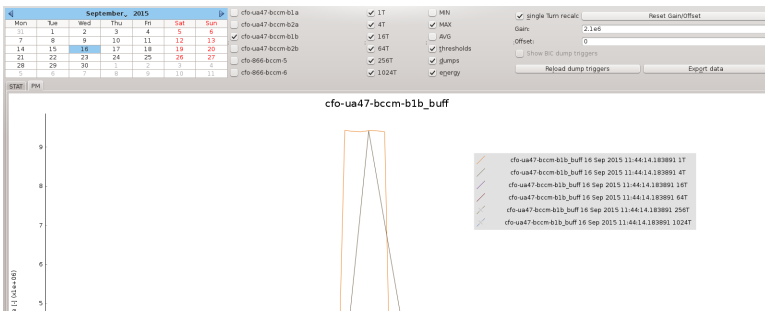 September, 2015
Mon Tue Wed Thu Fri Sat Sun
31 1 2 3 4 5 6
7 8 9 10 11 12 13
14 15 16 17 18 19 20
21 22 23 24 25 26 27
28 29 30 1 2 3 4
5 6 7 8 9 10 11
cfo-ua47-bccm-b1a
cfo-ua47-bccm-b2a
cfo-ua47-bccm-b1b
cfo-ua47-bccm-b2b
cfo-866-bccm-5
cfo-866-bccm-6
1T
4T
16T
64T
256T
1024T
MIN
MAX
AVG
thresholds
dumps
energy
single Turn recalc
Reset Gain/Offset
Gain: 2.1e6
Offset: 0
Show BIC dump triggers
Reload dump triggers
Export data
STAT PM
cfo-ua47-bccm-b1b_buff
9
8
7
6
5
[-] (x1e+06)
cfo-ua47-bccm-b1b_buff 16 Sep 2015 11:44:14.183891 1T
cfo-ua47-bccm-b1b_buff 16 Sep 2015 11:44:14.183891 4T
cfo-ua47-bccm-b1b_buff 16 Sep 2015 11:44:14.183891 16T
cfo-ua47-bccm-b1b_buff 16 Sep 2015 11:44:14.183891 64T
cfo-ua47-bccm-b1b_buff 16 Sep 2015 11:44:14.183891 256T
cfo-ua47-bccm-b1b_buff 16 Sep 2015 11:44:14.183891 1024T